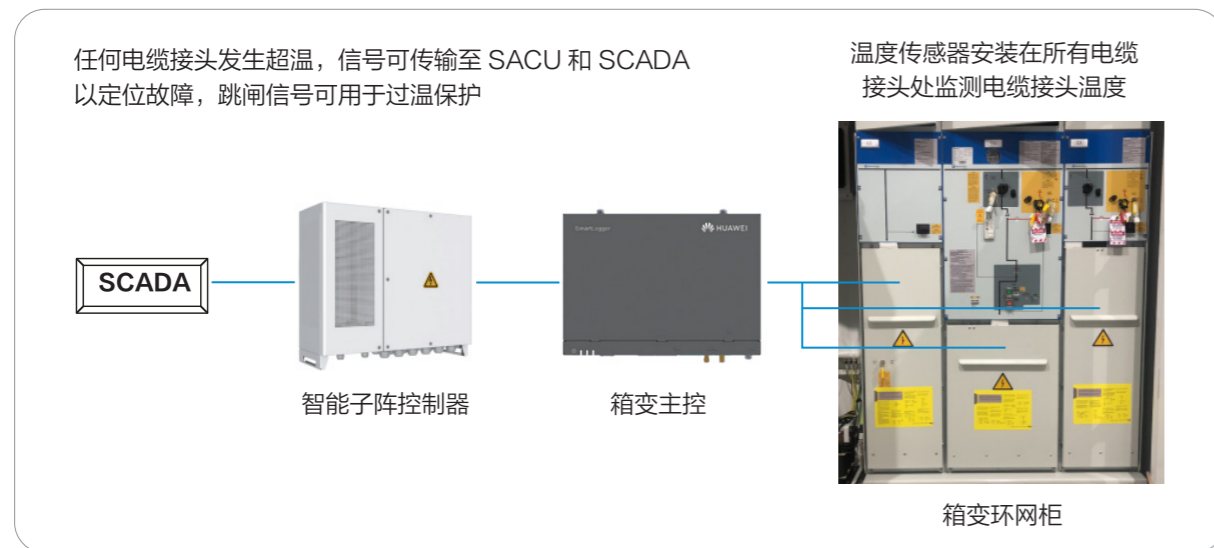 任何电缆接头发生超温，信号可传输至 SACU 和 SCADA
以定位故障，跳闸信号可用于过温保护
温度传感器安装在所有电缆
接头处监测电缆接头温度
SCADA
SmartLogger
HUAWEI
智能子阵控制器
箱变主控
箱变环网柜